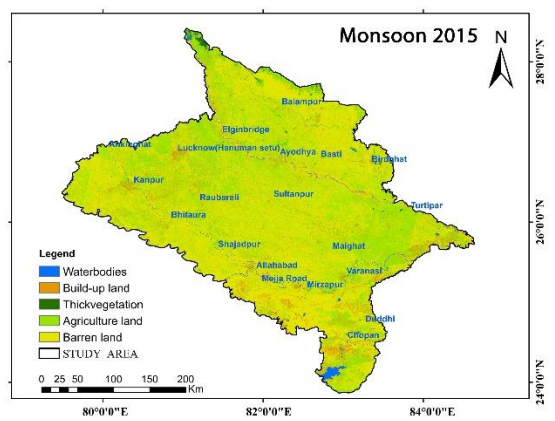 Monsoon 2015
N
28°0'0"N
Balampur
Elginbridge
Lucknow(Hanuman setu)
Ayodhya
Basti
Birdghat
Kanpur
Raubareli
Sultanpur
Turtipar
Bhitaura
26°0'0"N
Shajadpur
Maighat
Legend
Allahabad
Varanasi
Waterbodies
Mejja Road
Mirzapur
Build-up land
Thickvegetation
Agriculture land
Duddhi
Barren land
Chopan
STUDY AREA
0 25 50 100 150 200
Km
24°0'0"N
80°0'0"E
82°0'0"E
84°0'0"E